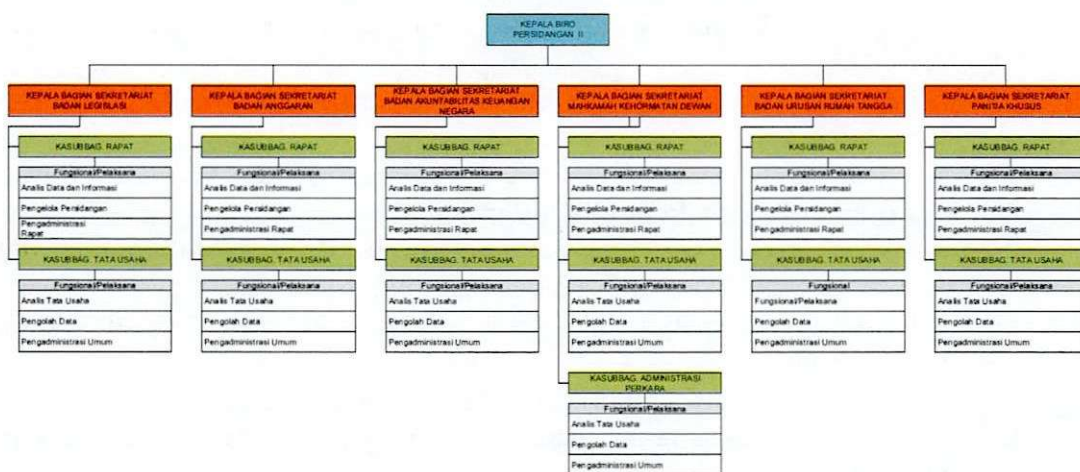 KEPALA BIRO
PERSIDANGAN II
KEPALA BAGIAN SEKRETARIAT
BADAN LEGISLASI
KASUBBAG. RAPAT
Fungsional/Pelaksana
Analis Data dan Informasi
Pengelola Persidangan
Pengadministrasi
Rapat
KASUBBAG. TATA USAHA
Fungsional/Pelaksana
Analis Tata Usaha
Pengolah Data
Pengadministrasi Umum
KEPALA BAGIAN SEKRETARIAT
BADAN ANGGARAN
KASUBBAG. RAPAT
Fungsional/Pelaksana
Analis Data dan Informasi
Pengelola Persidangan
Pengadministrasi Rapat
KASUBBAG. TATA USAHA
Fungsional/Pelaksana
Analis Tata Usaha
Pengolah Data
Pengadministrasi Umum
KEPALA BAGIAN SEKRETARIAT
BADAN AKUNTABILITAS KEUANGAN
NEGARA
KASUBBAG. RAPAT
Fungsional/Pelaksana
Analis Data dan Informasi
Pengelola Persidangan
Pengadministrasi Rapat
KASUBBAG. TATA USAHA
Fungsional/Pelaksana
Analis Tata Usaha
Pengolah Data
Pengadministrasi Umum
KEPALA BAGIAN SEKRETARIAT
MAHKAMAH KEHORMATAN DEWAN
KASUBBAG. RAPAT
Fungsional/Pelaksana
Analis Data dan Informasi
Pengelola Persidangan
Pengadministrasi Rapat
KASUBBAG. TATA USAHA
Fungsional/Pelaksana
Analis Tata Usaha
Pengolah Data
Pengadministrasi Umum
KASUBBAG. ADMINISTRASI
PERKARA
Fungsional/Pelaksana
Analis Tata Usaha
Pengolah Data
Pengadministrasi Umum
KEPALA BAGIAN SEKRETARIAT
BADAN URUSAN RUMAH TANGGA
KASUBBAG. RAPAT
Fungsional/Pelaksana
Analis Data dan Informasi
Pengelola Persidangan
Pengadministrasi Rapat
KASUBBAG. TATA USAHA
Fungsional
Fungsional/Pelaksana
Pengolah Data
Pengadministrasi Umum
KEPALA BAGIAN SEKRETARIAT
PANITIA KHUSUS
KASUBBAG. RAPAT
Fungsional/Pelaksana
Analis Data dan Informasi
Pengelola Persidangan
Pengadministrasi Rapat
KASUBBAG. TATA USAHA
Fungsional/Pelaksana
Analis Tata Usaha
Pengolah Data
Pengadministrasi Umum